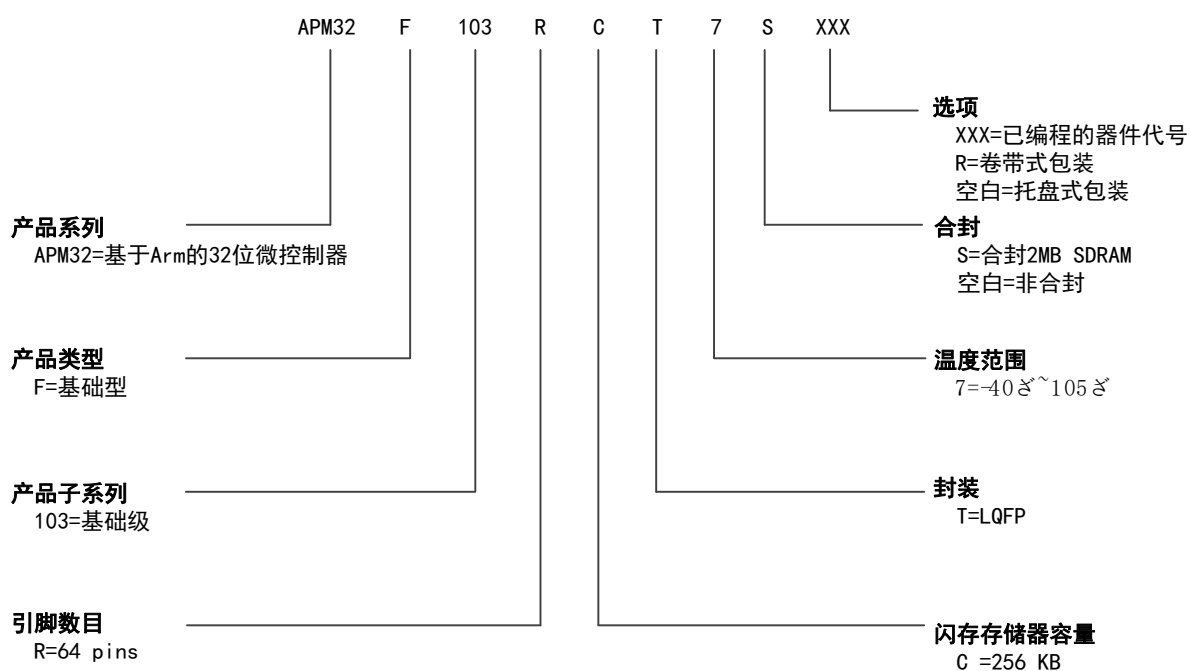 APM32 F 103 R C T 7 S XXX
选项
XXX=已编程的器件代号
R=卷带式包装
空白=托盘式包装
产品系列
APM32=基于Arm的32位微控制器
合封
S=合封2MB SDRAM
空白=非合封
产品类型
F=基础型
温度范围
7=-40ざ~105ざ
产品子系列
103=基础级
封装
T=LQFP
引脚数目
R=64 pins
闪存存储器容量
C =256 KB